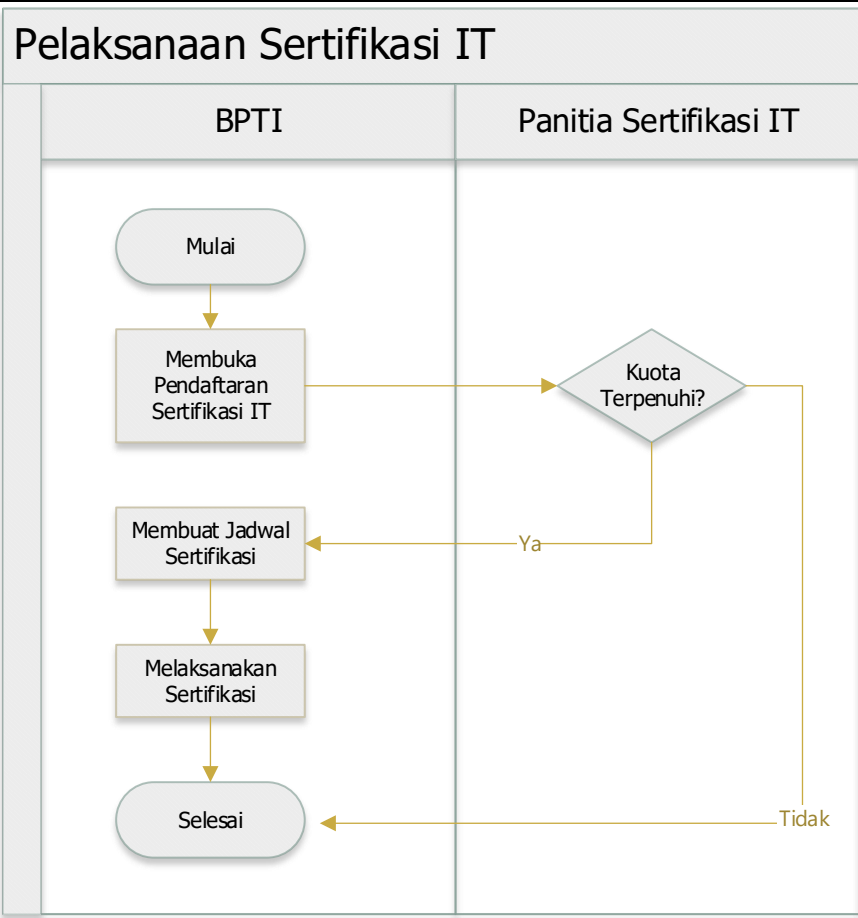 Pelaksanaan Sertifikasi IT
BPTI
Panitia Sertifikasi IT
Mulai
Membuka
Pendaftaran
Sertifikasi IT
Kuota
Terpenuhi?
Membuat Jadwal
Sertifikasi
Ya
Melaksanakan
Sertifikasi
Selesai
Tidak